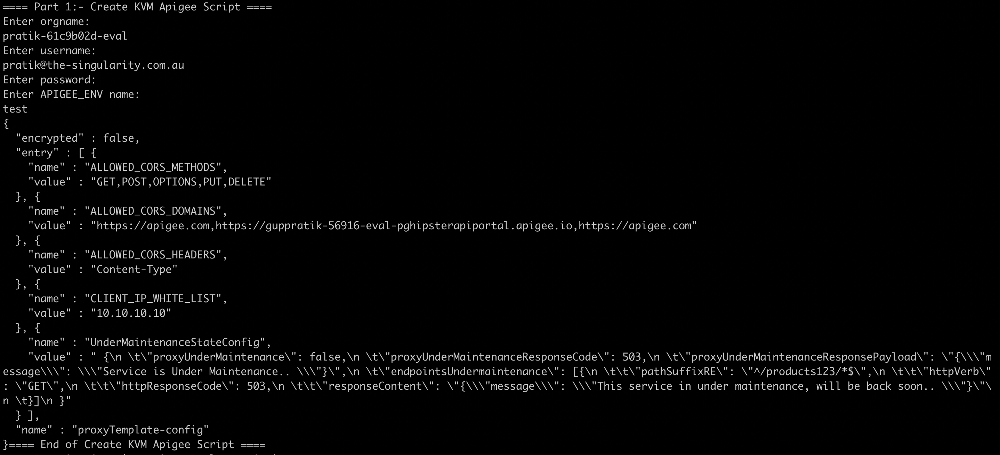 ==== Part 1:- Create KVM Apigee Script ====
Enter orgname:
pratik-61c9b02d-eval
Enter username:
pratik@the-singularity.com.au
Enter password:
Enter APIGEE_ENV name:
test
{
  "encrypted" : false,
  "entry" : [ {
    "name" : "ALLOWED_CORS_METHODS",
    "value" : "GET,POST,OPTIONS,PUT,DELETE"
  }, {
    "name" : "ALLOWED_CORS_DOMAINS",
    "value" : "https://apigee.com,https://guppratik-56916-eval-pghipsterapiportal.apigee.io,https://apigee.com"
  }, {
    "name" : "ALLOWED_CORS_HEADERS",
    "value" : "Content-Type"
  }, {
    "name" : "CLIENT_IP_WHITE_LIST",
    "value" : "10.10.10.10"
  }, {
    "name" : "UnderMaintenanceStateConfig",
    "value" : " {\n \t\"proxyUnderMaintenance\": false,\n \t\"proxyUnderMaintenanceResponseCode\": 503,\n \t\"proxyUnderMaintenanceResponsePayload\": \"{\\\"m
essage\\\": \\\"Service is Under Maintenance.. \\\"}\",\n \t\"endpointsUndermaintenance\": [{\n \t\t\"pathSuffixRE\": \"^/products123/*$\",\n \t\t\"httpVerb\"
: \"GET\",\n \t\t\"httpResponseCode\": 503,\n \t\t\"responseContent\": \"{\\\"message\\\": \\\"This service in under maintenance, will be back soon.. \\\"}\"\
n \t}]\n }"
  } ],
  "name" : "proxyTemplate-config"
}==== End of Create KVM Apigee Script ====